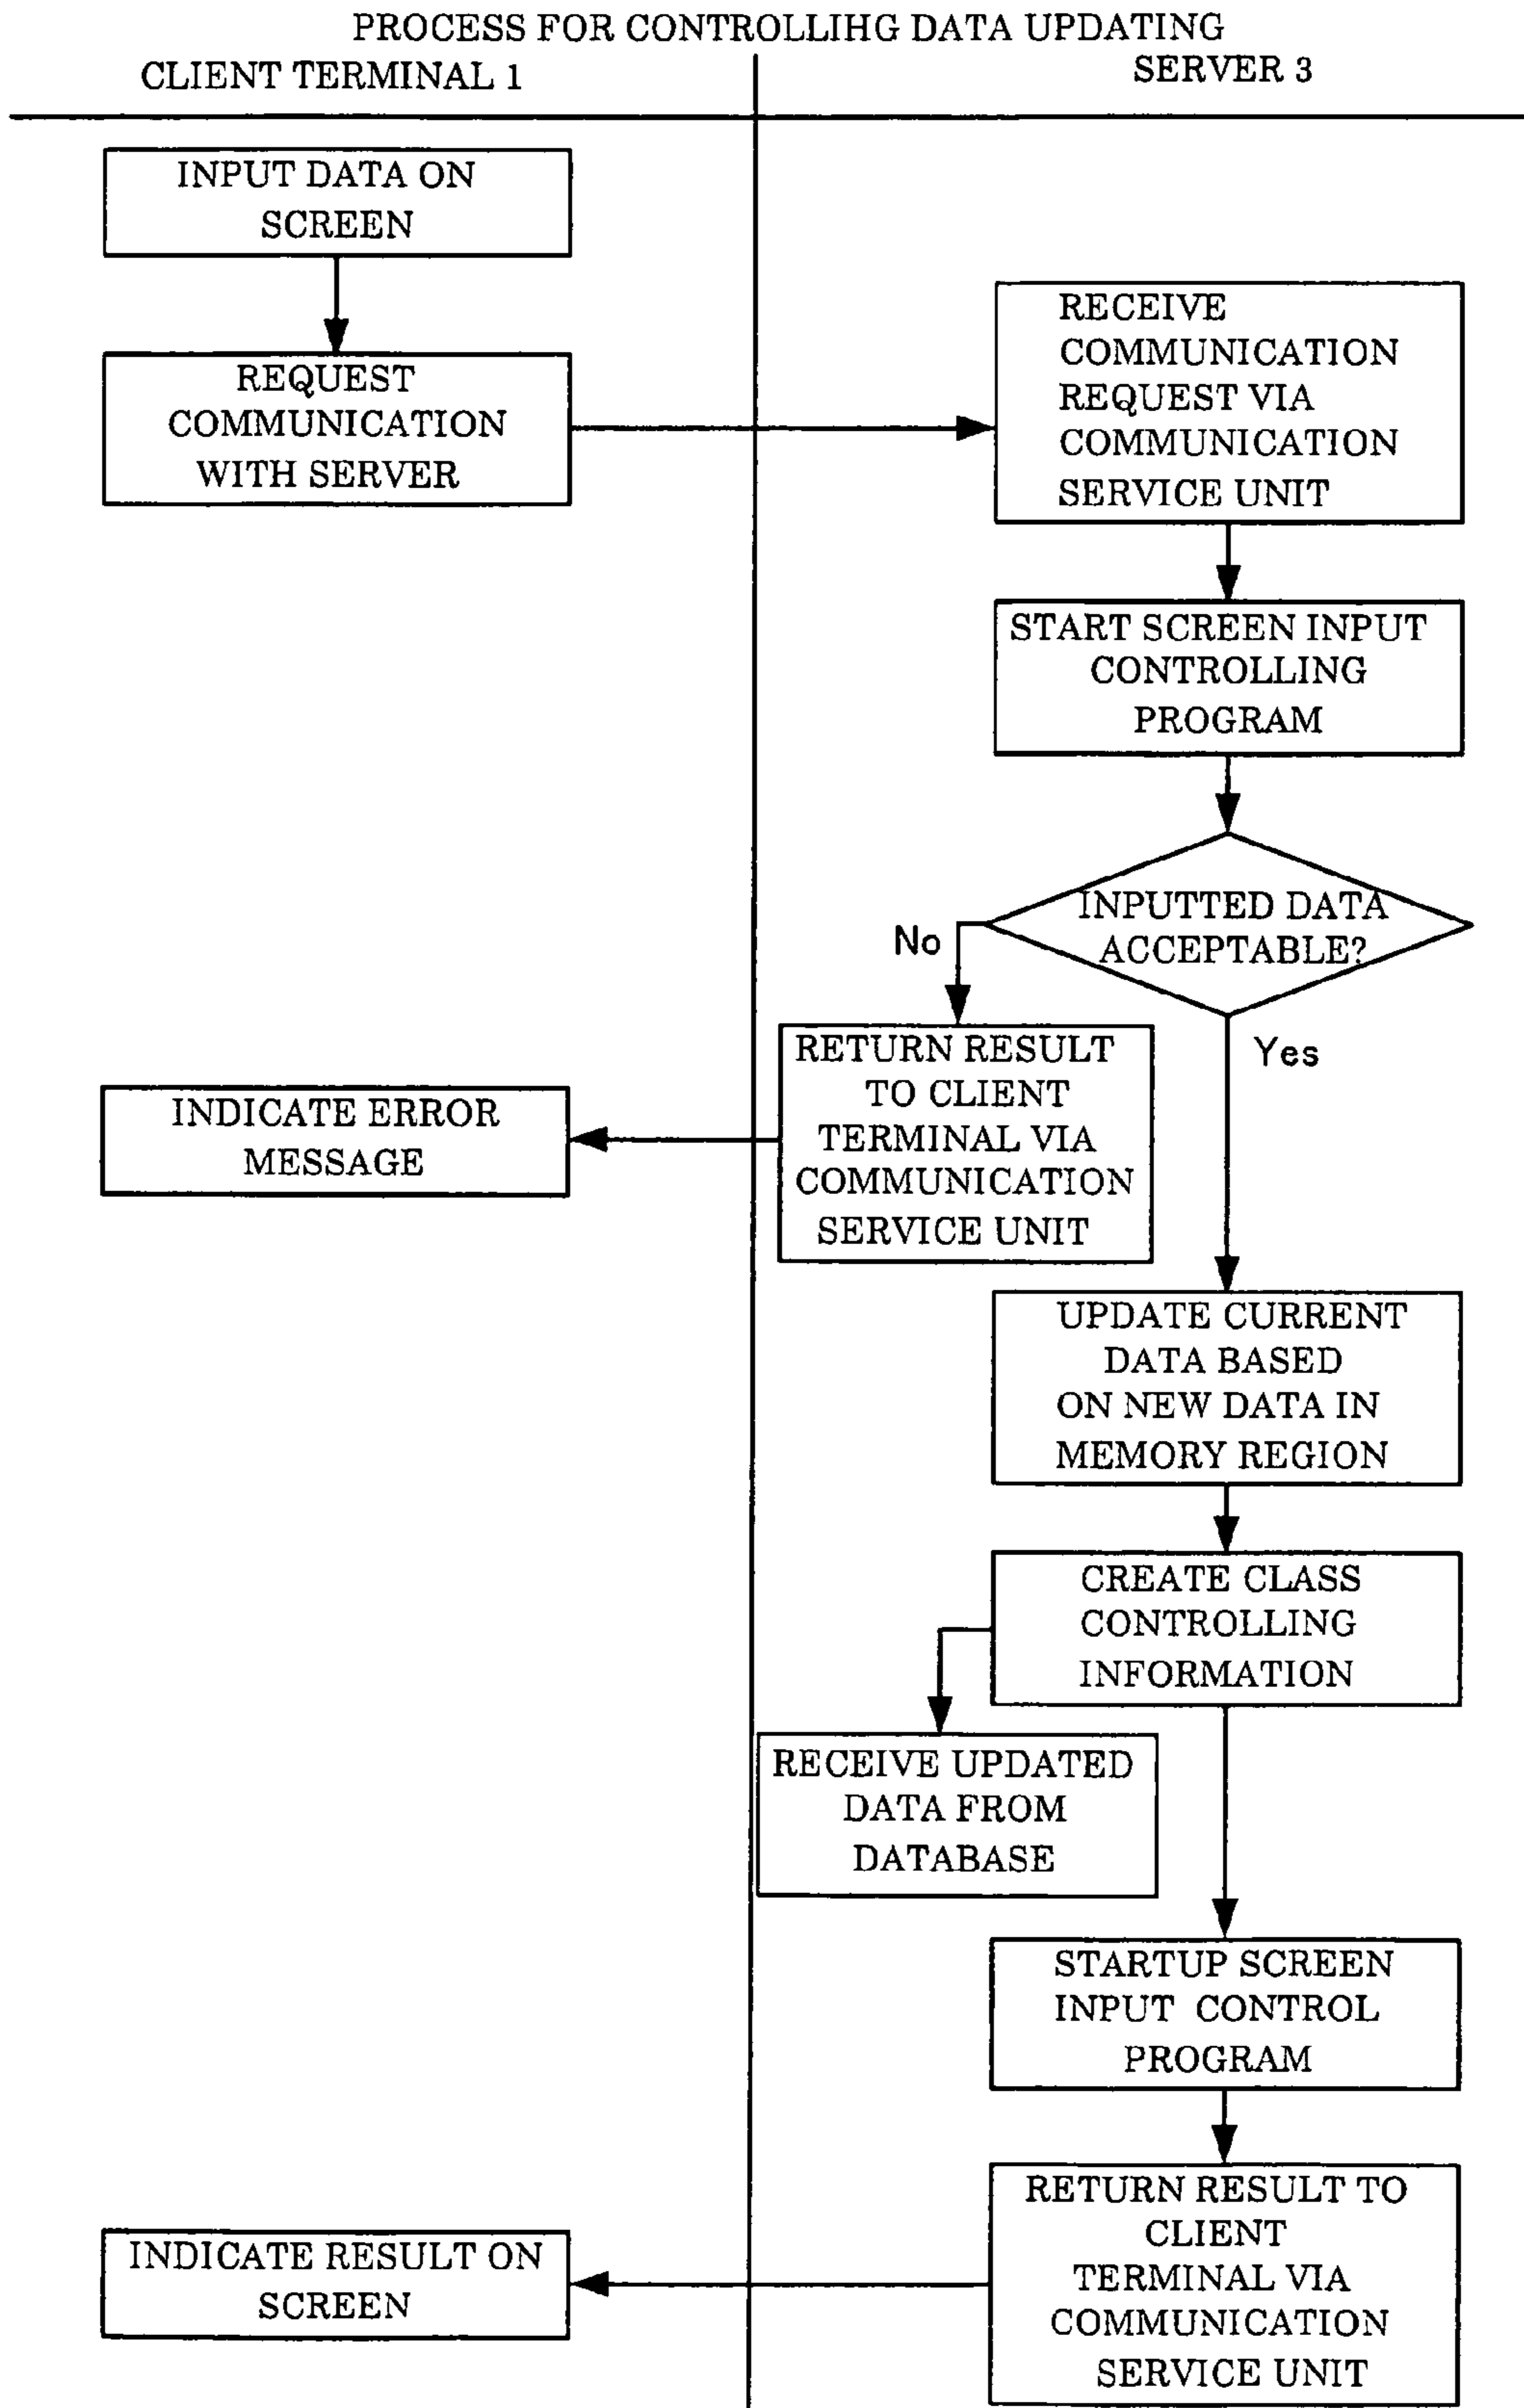 PROCESS FOR CONTROLLIHG DATA UPDATING
CLIENT TERMINAL 1
SERVER 3
INPUT DATA ON
SCREEN
REQUEST
COMMUNICATION
WITH SERVER
RECEIVE
COMMUNICATION
REQUEST VIA
COMMUNICATION
SERVICE UNIT
START SCREEN INPUT
CONTROLLING
PROGRAM
INPUTTED DATA
ACCEPTABLE?
No
Yes
RETURN RESULT
TO CLIENT
TERMINAL VIA
COMMUNICATION
SERVICE UNIT
INDICATE ERROR
MESSAGE
UPDATE CURRENT
DATA BASED
ON NEW DATA IN
MEMORY REGION
CREATE CLASS
CONTROLLING
INFORMATION
RECEIVE UPDATED
DATA FROM
DATABASE
STARTUP SCREEN
INPUT CONTROL
PROGRAM
RETURN RESULT TO
CLIENT
TERMINAL VIA
COMMUNICATION
SERVICE UNIT
INDICATE RESULT ON
SCREEN